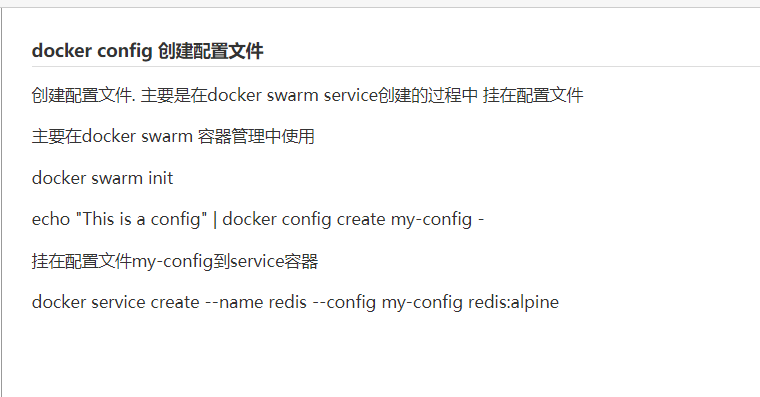 docker config 创建配置文件
创建配置文件. 主要是在docker swarm service创建的过程中 挂在配置文件
主要在docker swarm 容器管理中使用
docker swarm init
echo "This is a config" | docker config create my-config -
挂在配置文件my-config到service容器
docker service create --name redis --config my-config redis:alpine